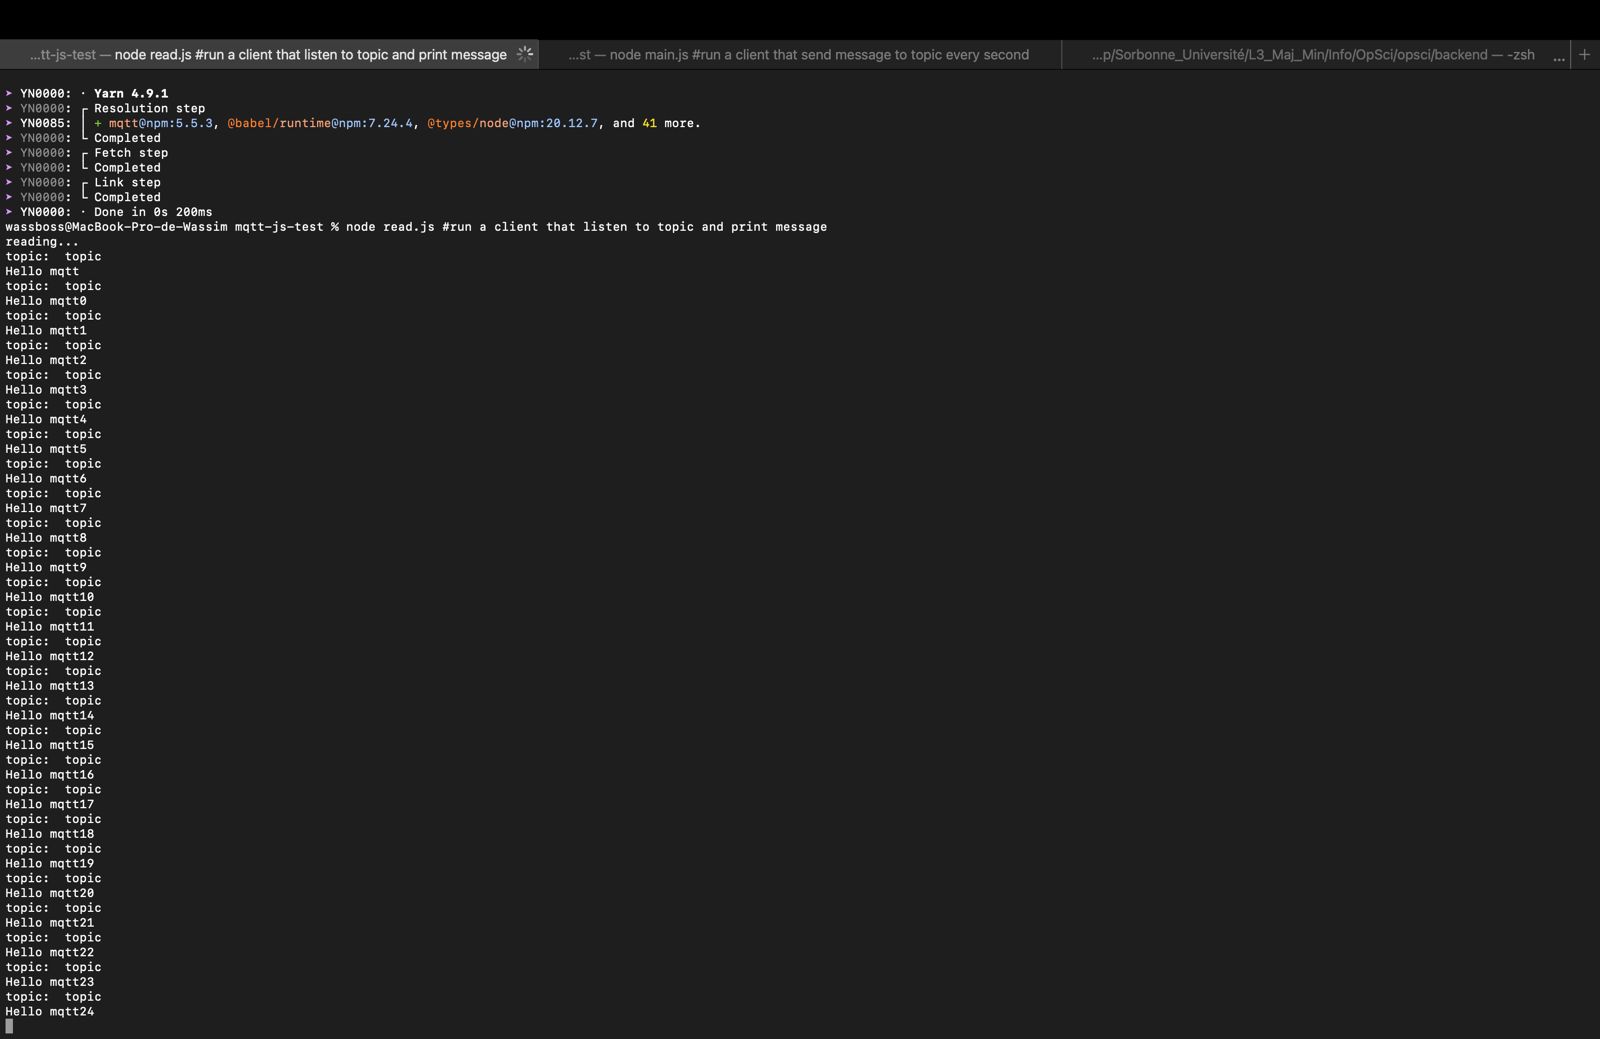 ...tt-js-test — node read.js #run a client that listen to topic and print message
...st — node main.js #run a client that send message to topic every second
...p/Sorbonne_Université/L3_Maj_Min/Info/OpSci/opsci/backend — -zsh
... +
➤ YN0000: · Yarn 4.9.1
➤ YN0000: ┌ Resolution step
➤ YN0085: │ + mqtt@npm:5.5.3, @babel/runtime@npm:7.24.4, @types/node@npm:20.12.7, and 41 more.
➤ YN0000: └ Completed
➤ YN0000: ┌ Fetch step
➤ YN0000: └ Completed
➤ YN0000: ┌ Link step
➤ YN0000: └ Completed
➤ YN0000: · Done in 0s 200ms
wassboss@MacBook-Pro-de-Wassim mqtt-js-test % node read.js #run a client that listen to topic and print message
reading...
topic:  topic
Hello mqtt
topic:  topic
Hello mqtt0
topic:  topic
Hello mqtt1
topic:  topic
Hello mqtt2
topic:  topic
Hello mqtt3
topic:  topic
Hello mqtt4
topic:  topic
Hello mqtt5
topic:  topic
Hello mqtt6
topic:  topic
Hello mqtt7
topic:  topic
Hello mqtt8
topic:  topic
Hello mqtt9
topic:  topic
Hello mqtt10
topic:  topic
Hello mqtt11
topic:  topic
Hello mqtt12
topic:  topic
Hello mqtt13
topic:  topic
Hello mqtt14
topic:  topic
Hello mqtt15
topic:  topic
Hello mqtt16
topic:  topic
Hello mqtt17
topic:  topic
Hello mqtt18
topic:  topic
Hello mqtt19
topic:  topic
Hello mqtt20
topic:  topic
Hello mqtt21
topic:  topic
Hello mqtt22
topic:  topic
Hello mqtt23
topic:  topic
Hello mqtt24